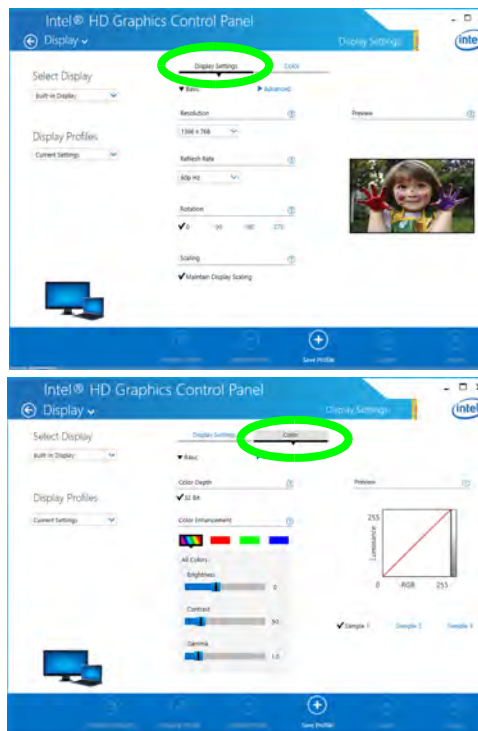 Intel® HD Graphics Control Panel
Display
Display Settings
intel
Select Display
Built-in Display
Display Profiles
Current Settings
Display Settings
Color
Basic
Advanced
Resolution
1366 x 768
Refresh Rate
60p Hz
Rotation
0
90
180
270
Scaling
Maintain Display Scaling
Preview
Save Profile
Intel® HD Graphics Control Panel
Display
Display Settings
intel
Select Display
Built-in Display
Display Profiles
Current Settings
Display Settings
Color
Basic
Color Depth
32 Bit
Color Enhancement
All Colors
Brightness
0
Contrast
50
Gamma
1.0
Preview
255
Luminance
0 RGB 255
Sample 1
Sample 2
Save Profile